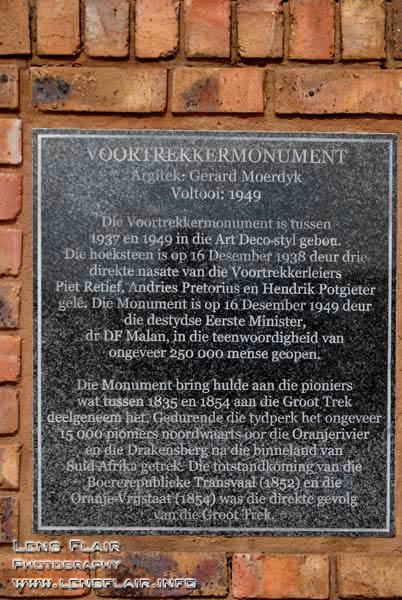 VOORTREKKERMONUMENT
Argitek: Gerard Moerdyk
Voltooi: 1949
Die Voortrekkermonument is tussen
1937 en 1949 in die Art Deco-styl gebou.
Die hoeksteen is op 16 Desember 1938 deur drie
direkte nasate van die Voortrekkerleiers
Piet Retief, Andries Pretorius en Hendrik Potgieter
gelê. Die Monument is op 16 Desember 1949 deur
die destydse Eerste Minister,
dr DF Malan, in die teenwoordigheid van
ongeveer 250 000 mense geopen.
Die Monument bring hulde aan die pioniers
wat tussen 1835 en 1854 aan die Groot Trek
deelgeneem het. Gedurende die tydperk het ongeveer
15 000 pioniers noordwaarts oor die Oranjerivier
en die Drakensberg na die binneland van
Suid-Afrika getrek. Die totstandkoming van die
Boererepublieke Transvaal (1852) en die
Oranje-Vrijstaat (1854) was die direkte gevolg
van die Groot Trek.
Leng Flair
Photography
www.lengflair.info